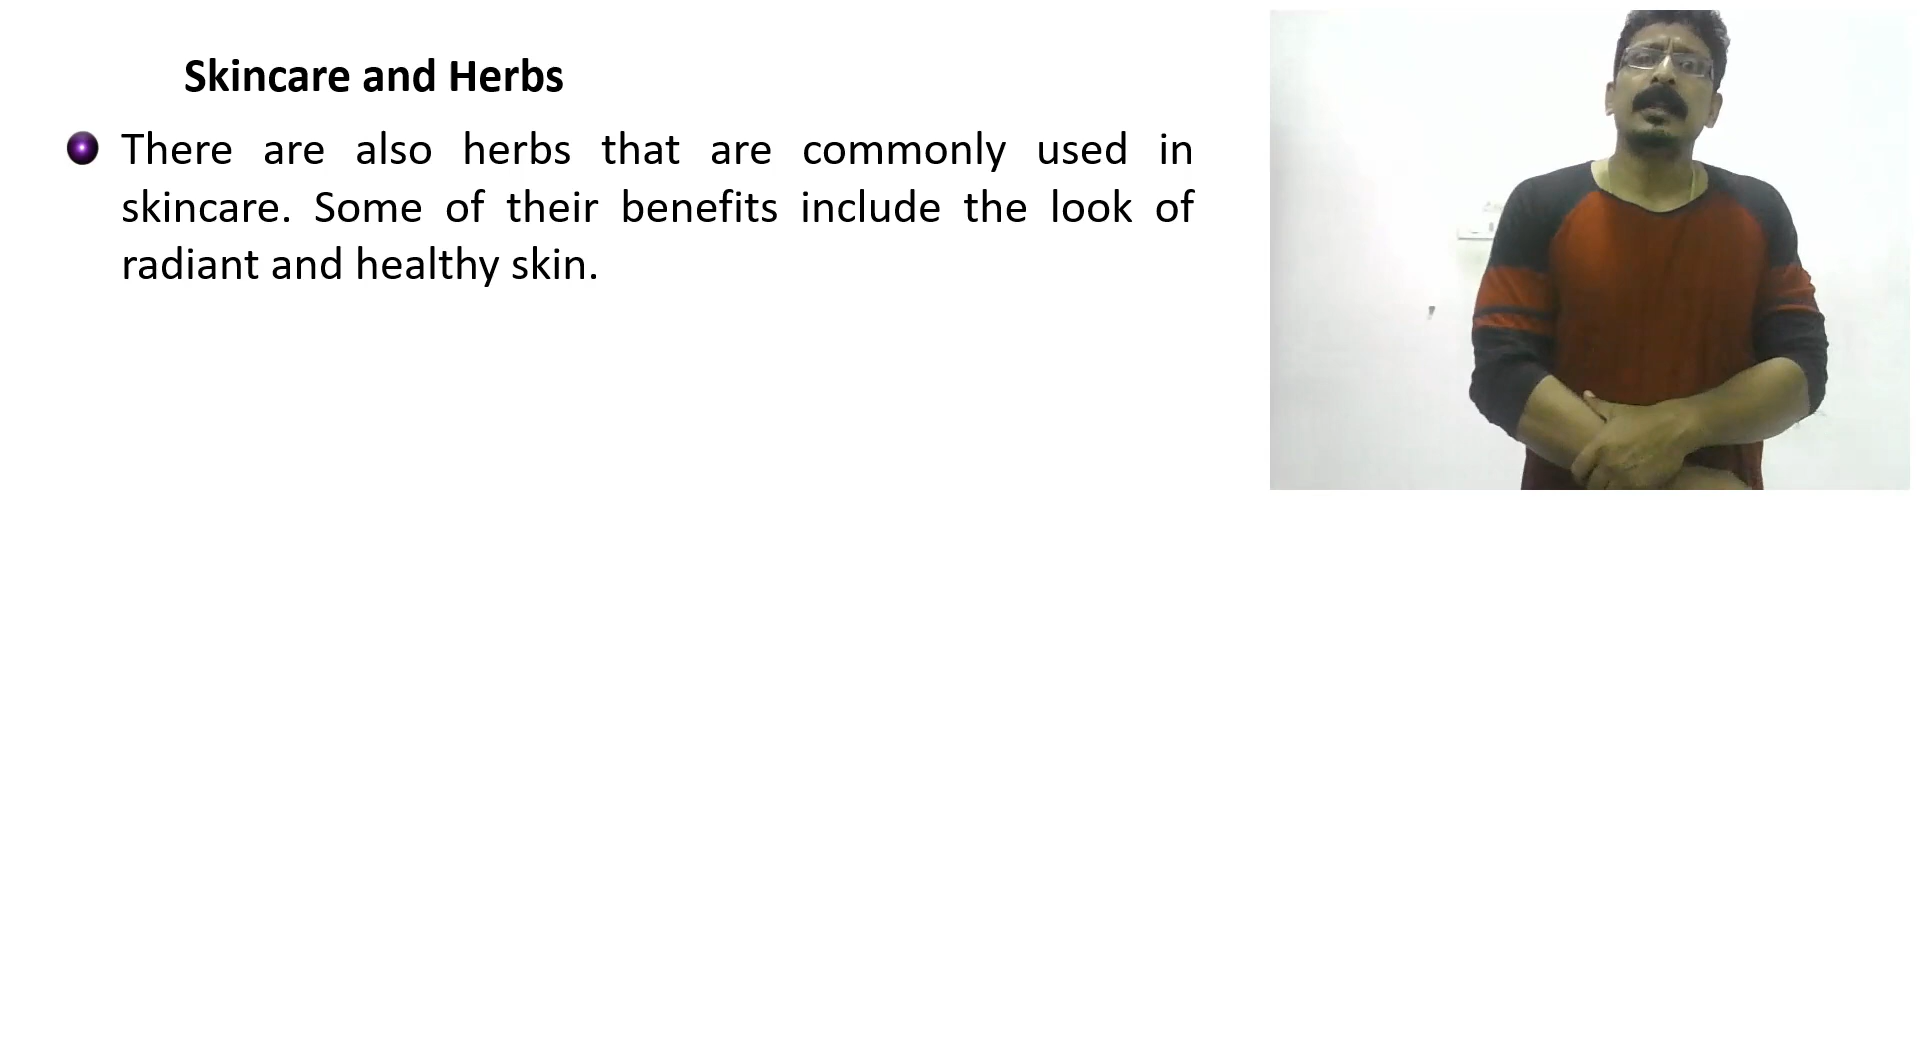 Skincare and Herbs
There are also herbs that are commonly used in
skincare. Some of their benefits include the look of
radiant and healthy skin.